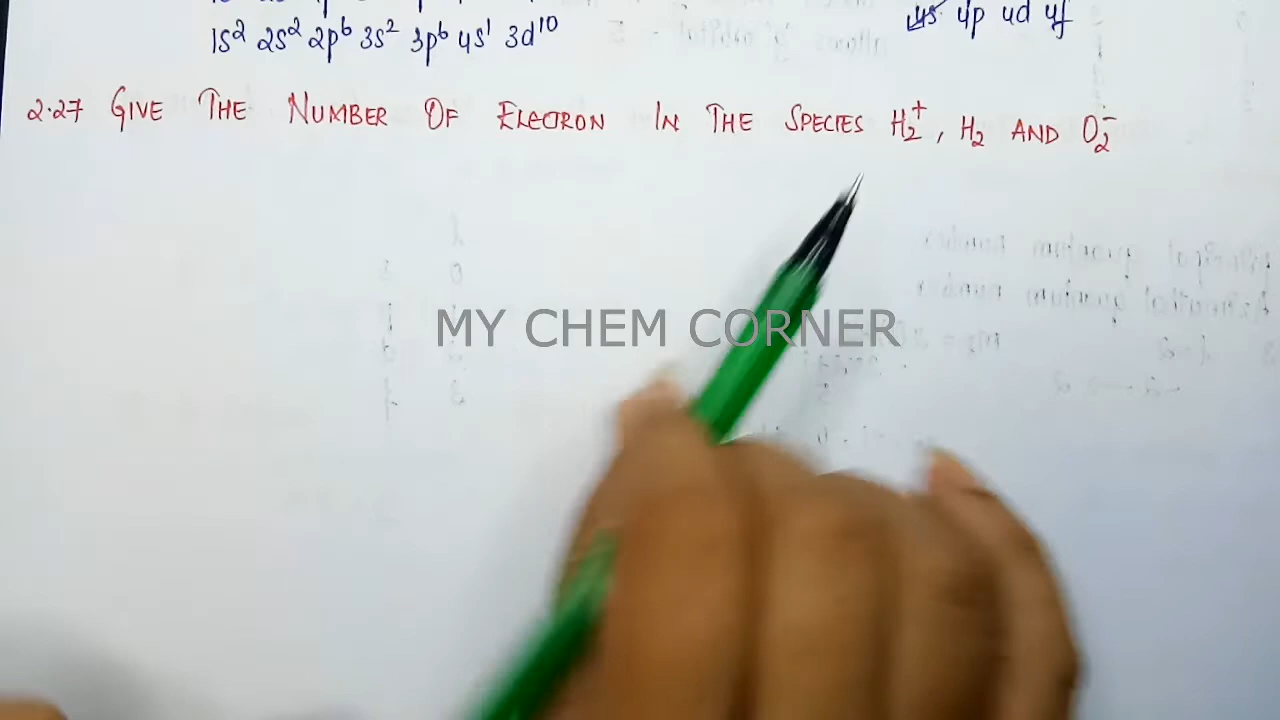 1s² 2s² 2p⁶ 3s² 3p⁶ 4s¹ 3d¹⁰
4s 4p 4d 4f
2.27 GIVE THE NUMBER OF ELECTRON IN THE SPECIES H₂⁺, H₂ AND O₂⁻
MY CHEM CORNER